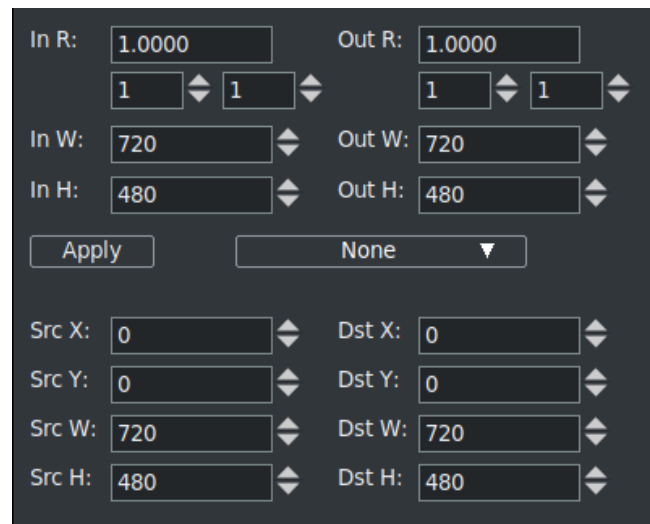 In R: 1.0000 Out R: 1.0000
1 1 1 1
In W: 720 Out W: 720
In H: 480 Out H: 480
Apply None
Src X: 0 Dst X: 0
Src Y: 0 Dst Y: 0
Src W: 720 Dst W: 720
Src H: 480 Dst H: 480